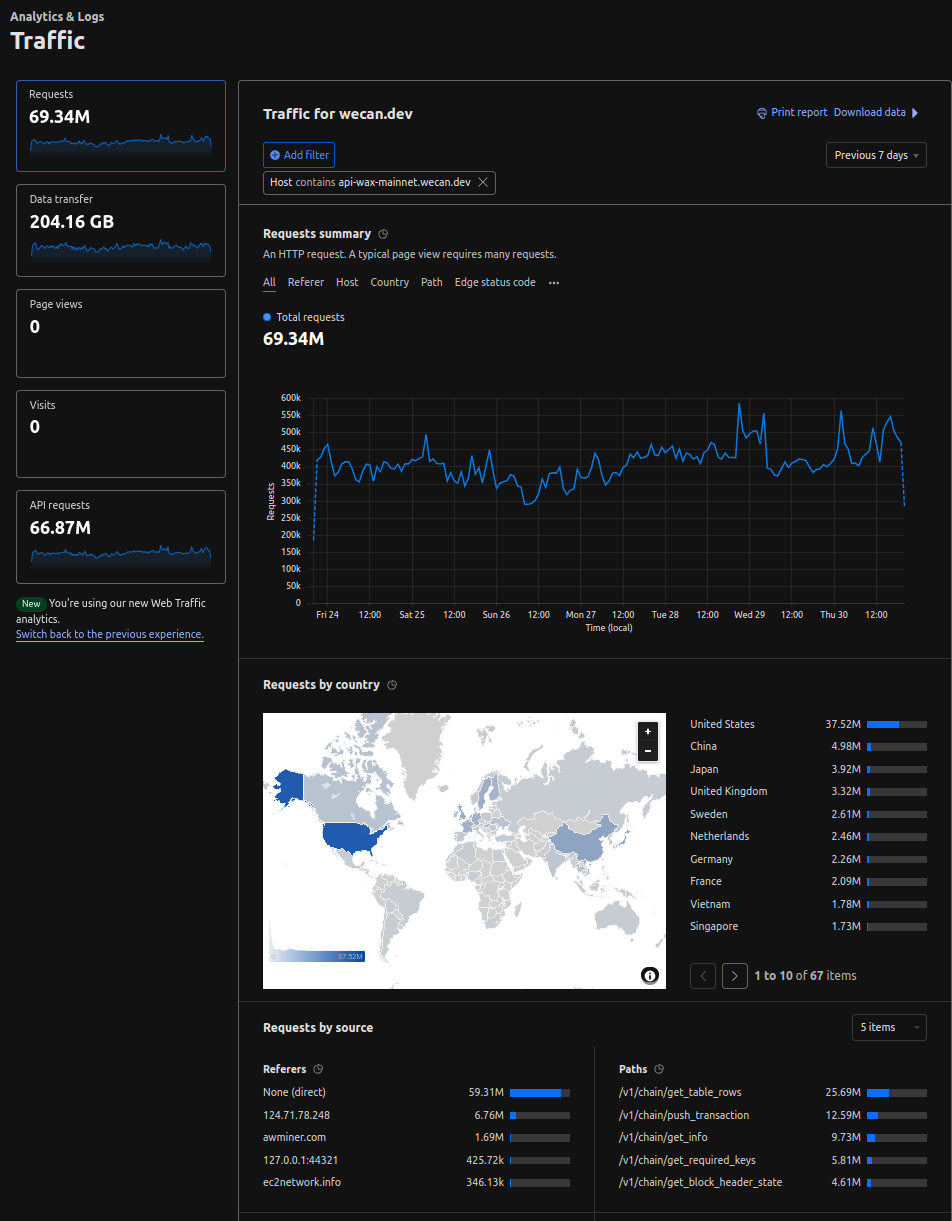 Analytics & Logs
Traffic
Requests
69.34M
Data transfer
204.16 GB
Page views
0
Visits
0
API requests
66.87M
New You're using our new Web Traffic
analytics.
Switch back to the previous experience.
Traffic for wecan.dev
Print report Download data
Add filter
Previous 7 days
Host contains api-wax-mainnet.wecan.dev
Requests summary
An HTTP request. A typical page view requires many requests.
All Referer Host Country Path Edge status code ...
Total requests
69.34M
600k
550k
500k
450k
400k
350k
300k
250k
200k
150k
100k
50k
0
Requests
Fri 24 12:00 Sat 25 12:00 Sun 26 12:00 Mon 27 12:00 Tue 28 12:00 Wed 29 12:00 Thu 30 12:00
Time (local)
Requests by country
+
−
0 37.52M
United States 37.52M
China 4.98M
Japan 3.92M
United Kingdom 3.32M
Sweden 2.61M
Netherlands 2.46M
Germany 2.26M
France 2.09M
Vietnam 1.78M
Singapore 1.73M
1 to 10 of 67 items
Requests by source
5 items
Referers
None (direct) 59.31M
124.71.78.248 6.76M
awminer.com 1.69M
127.0.0.1:44321 425.72k
ec2network.info 346.13k
Paths
/v1/chain/get_table_rows 25.69M
/v1/chain/push_transaction 12.59M
/v1/chain/get_info 9.73M
/v1/chain/get_required_keys 5.81M
/v1/chain/get_block_header_state 4.61M